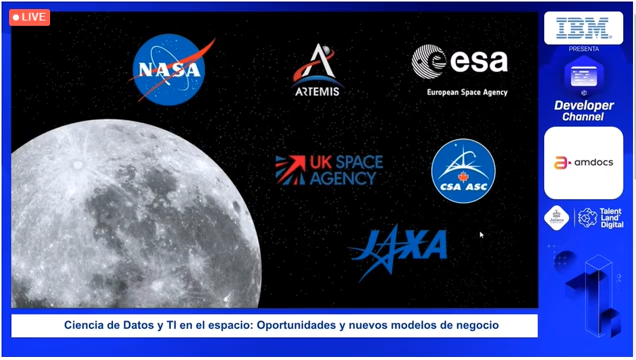 LIVE
NASA
ARTEMIS
esa
European Space Agency
UK SPACE
AGENCY
CSA ASC
JAXA
IBM
PRESENTA
Developer
Channel
amdocs
Jalisco
Talent
Land
Digital
Ciencia de Datos y TI en el espacio: Oportunidades y nuevos modelos de negocio